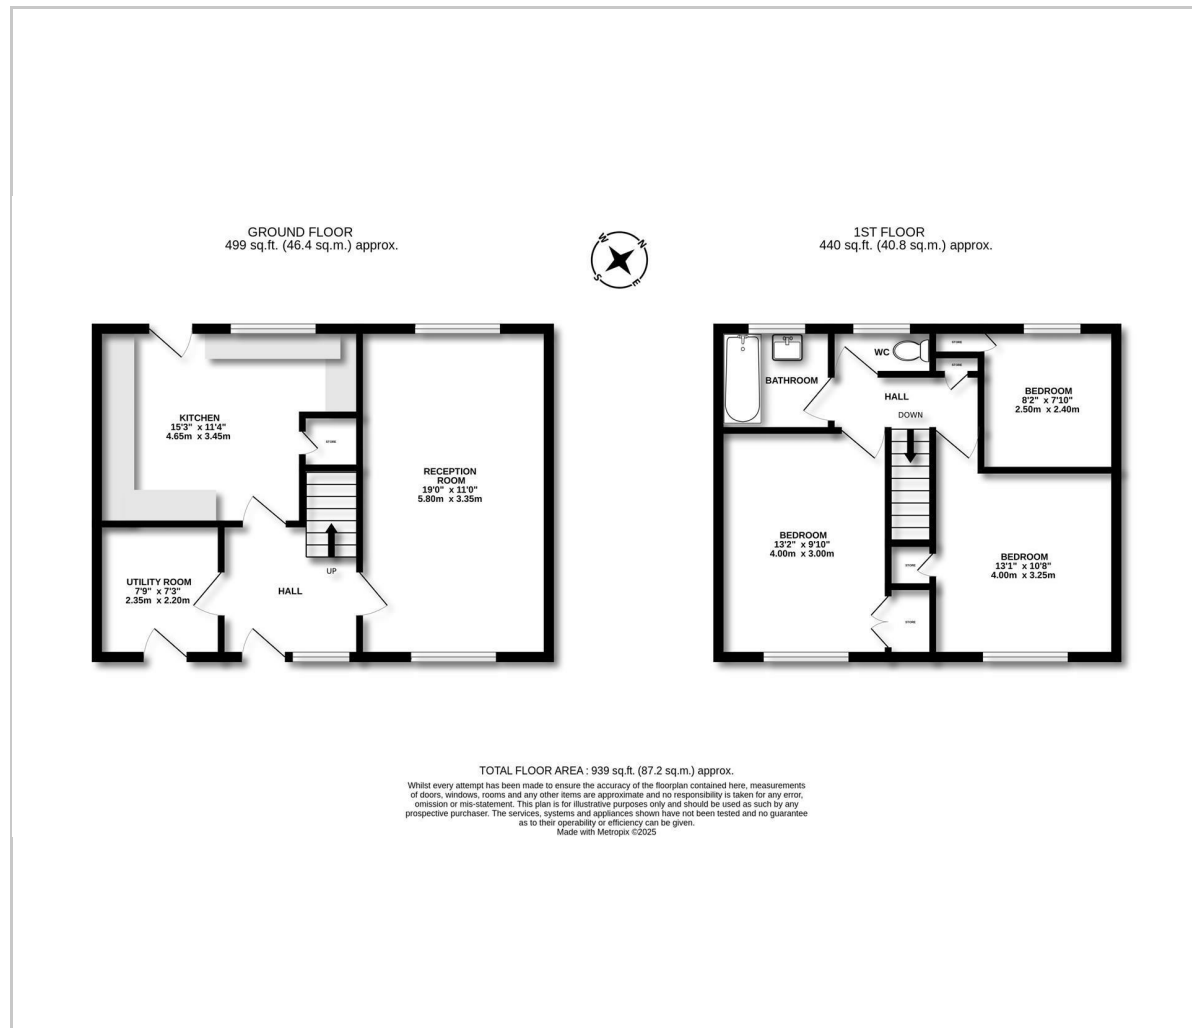 GROUND FLOOR
499 sq.ft. (46.4 sq.m.) approx.
1ST FLOOR
440 sq.ft. (40.8 sq.m.) approx.
W
N
S
E
KITCHEN
15'3" x 11'4"
4.65m x 3.45m
STORE
RECEPTION
ROOM
19'0" x 11'0"
5.80m x 3.35m
UP
HALL
UTILITY ROOM
7'9" x 7'3"
2.35m x 2.20m
BATHROOM
WC
STORE
STORE
HALL
DOWN
BEDROOM
8'2" x 7'10"
2.50m x 2.40m
BEDROOM
13'2" x 9'10"
4.00m x 3.00m
STORE
STORE
BEDROOM
13'1" x 10'8"
4.00m x 3.25m
TOTAL FLOOR AREA : 939 sq.ft. (87.2 sq.m.) approx.
Whilst every attempt has been made to ensure the accuracy of the floorplan contained here, measurements
of doors, windows, rooms and any other items are approximate and no responsibility is taken for any error,
omission or mis-statement. This plan is for illustrative purposes only and should be used as such by any
prospective purchaser. The services, systems and appliances shown have not been tested and no guarantee
as to their operability or efficiency can be given.
Made with Metropix ©2025